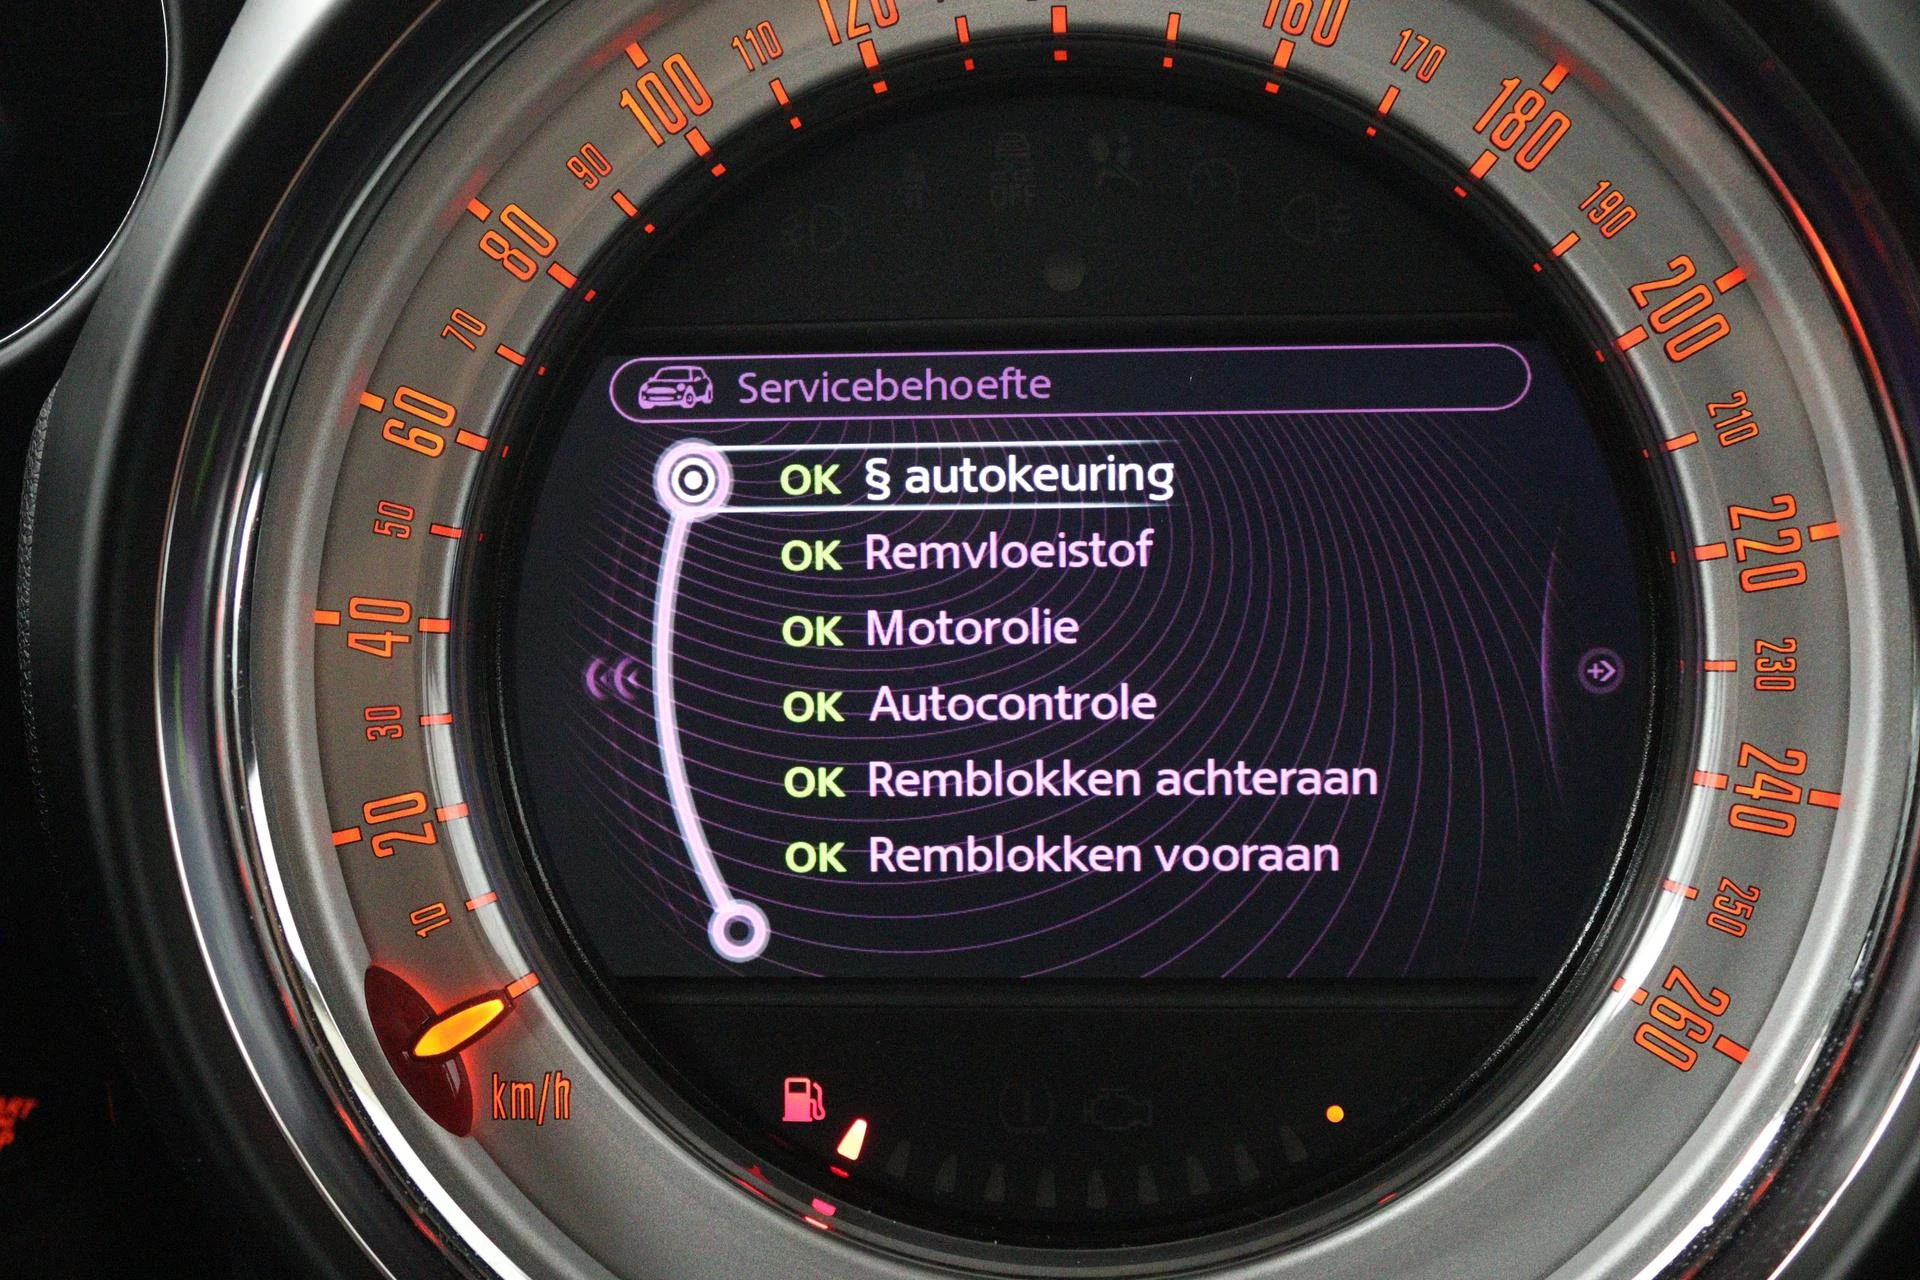 120
160
110
170
100
180
90
190
80
200
70
OFF
Servicebehoefte
60
210
OK § autokeuring
50
220
OK Remvloeistof
40
OK Motorolie
230
30
OK Autocontrole
240
20
OK Remblokken achteraan
OK Remblokken vooraan
10
250
260
km/h